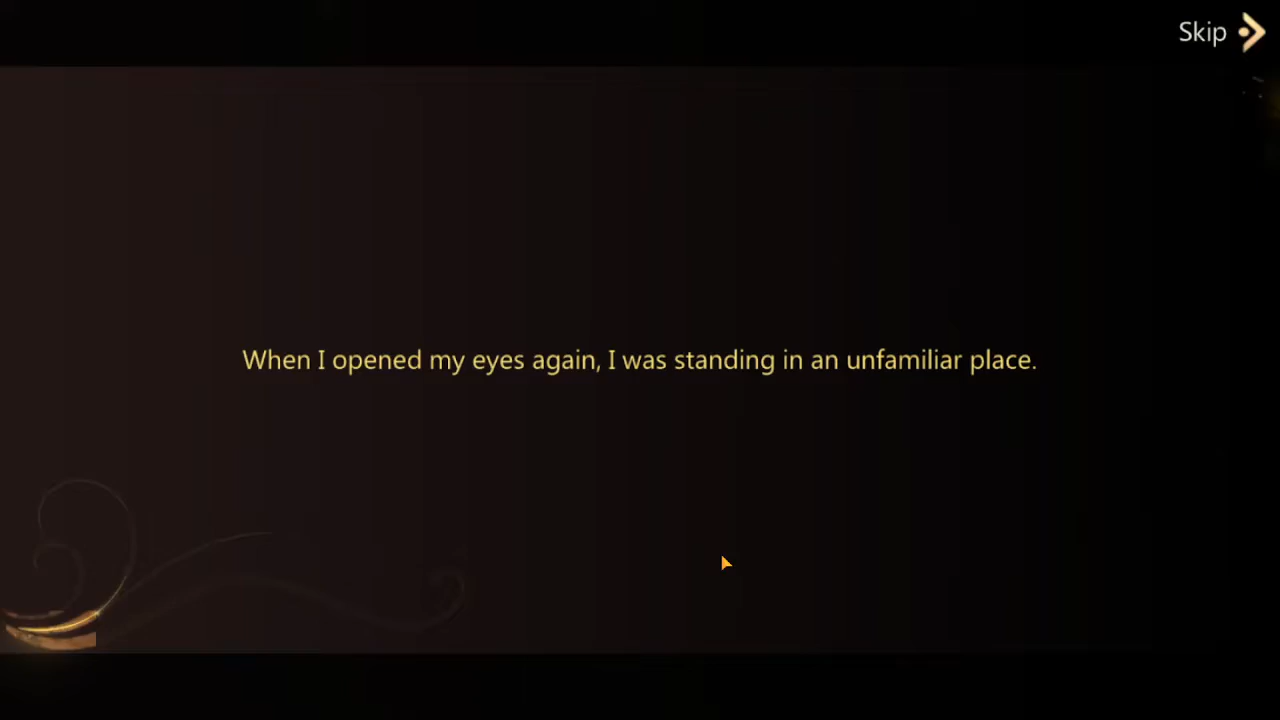 Skip
When I opened my eyes again, I was standing in an unfamiliar place.